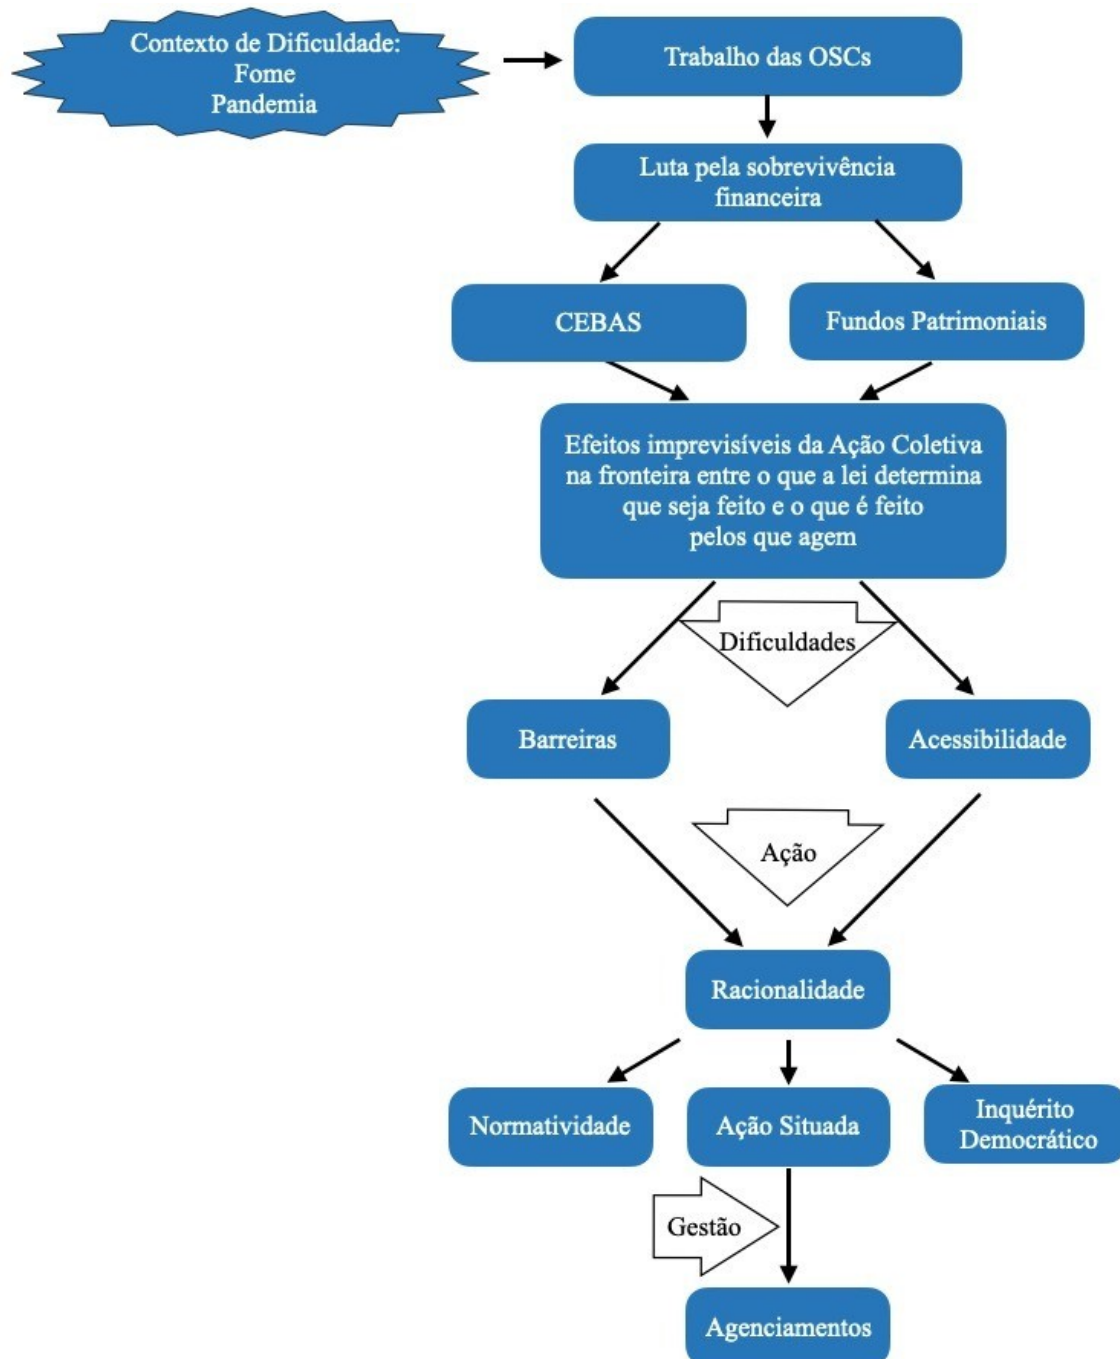 Contexto de Dificuldade:
Fome
Pandemia
Trabalho das OSCs
Luta pela sobrevivência
financeira
CEBAS
Fundos Patrimoniais
Efeitos imprevisíveis da Ação Coletiva
na fronteira entre o que a lei determina
que seja feito e o que é feito
pelos que agem
Dificuldades
Barreiras
Acessibilidade
Ação
Racionalidade
Normatividade
Ação Situada
Inquérito
Democrático
Gestão
Agenciamentos